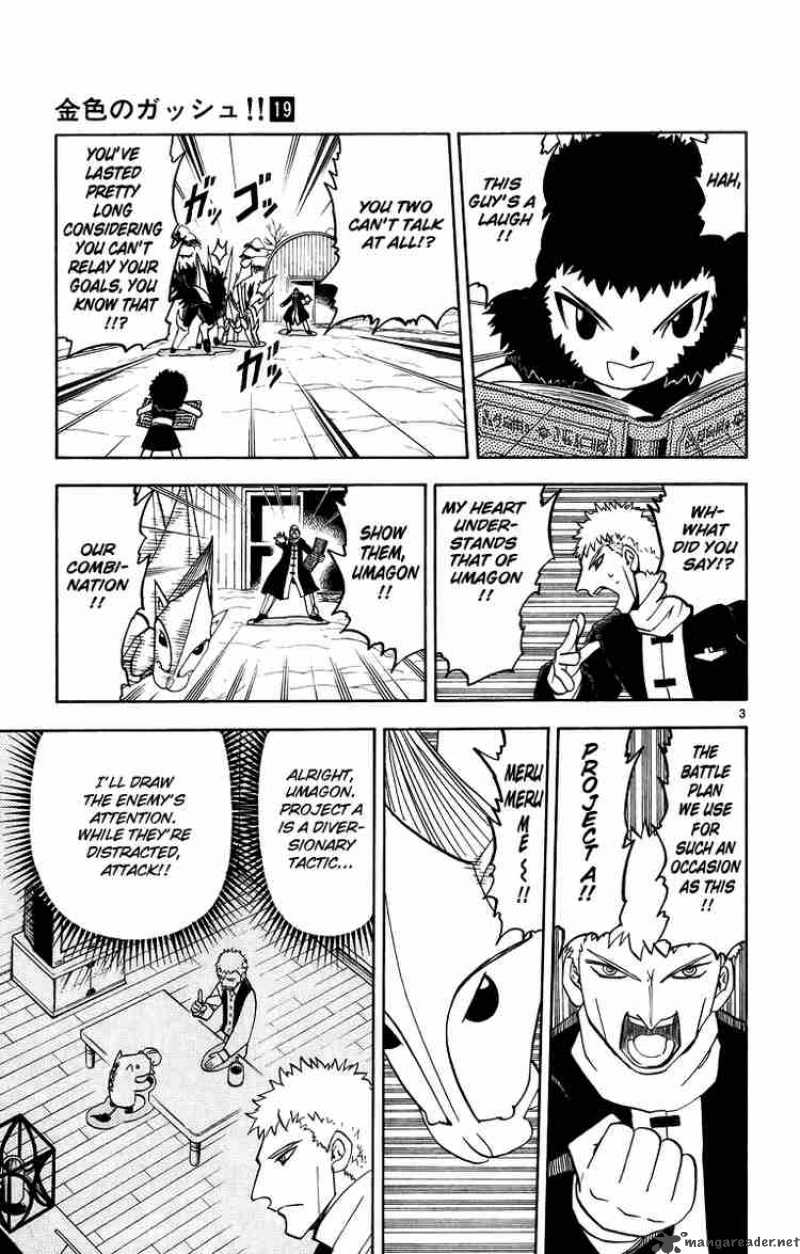 金色のガッシュ!! 19
HAH,
THIS
GUY'S A
LAUGH
!!
YOU TWO
CAN'T TALK
AT ALL!?
ガッ
ゴッ
ガッ
YOU'VE
LASTED
PRETTY
LONG
CONSIDERING
YOU CAN'T
RELAY YOUR
GOALS, YOU
KNOW THAT
!!?
WH-
WHAT
DID YOU
SAY!?
MY HEART
UNDER-
STANDS
THAT OF
UMAGON
!!
SHOW
THEM,
UMAGON
!!
OUR
COMBI-
NATION
!!
3
THE
BATTLE
PLAN
WE USE
FOR
SUCH AN
OCCASION
AS THIS
!!
PROJECT A!!
MERU
MERU
ME~!!
ALRIGHT,
UMAGON.
PROJECT A
IS A DIVER-
SIONARY
TACTIC...
I'LL DRAW
THE ENEMY'S
ATTENTION.
WHILE THEY'RE
DISTRACTED,
ATTACK!!
mangareader.net